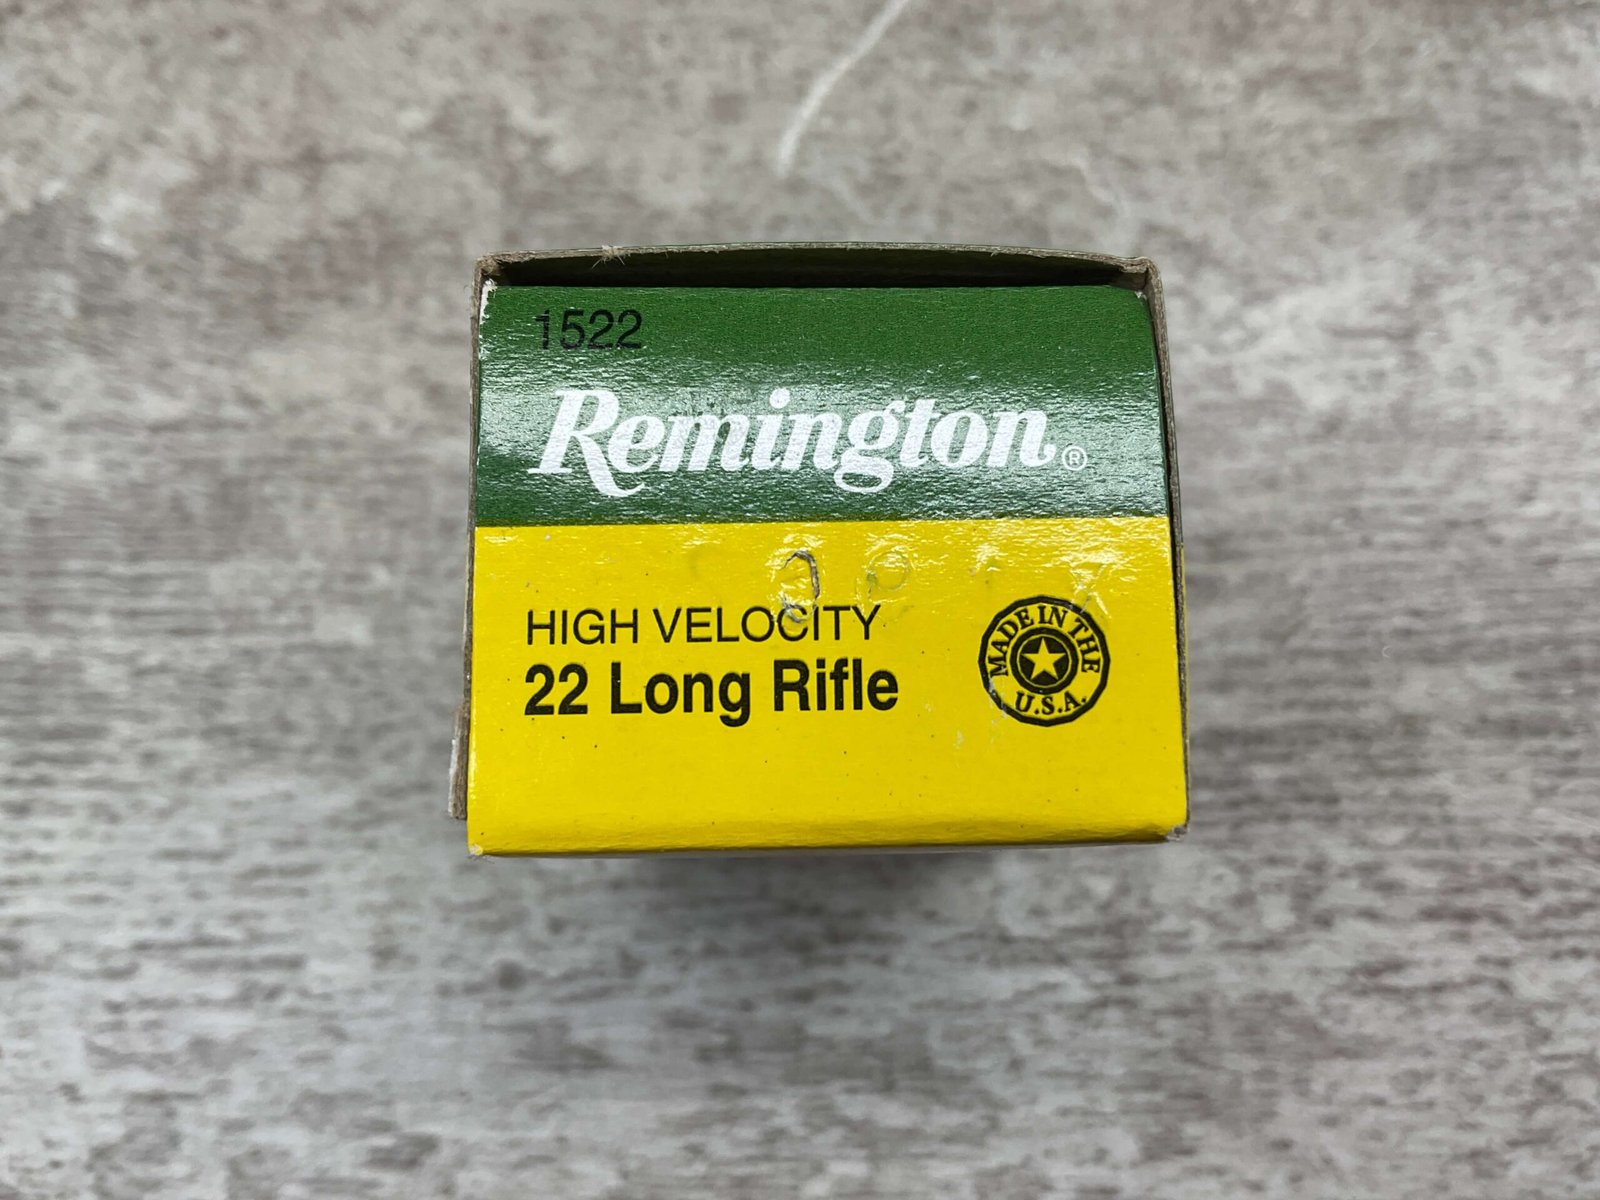 1522
Remington®
HIGH VELOCITY
22 Long Rifle
MADE IN THE
U.S.A.